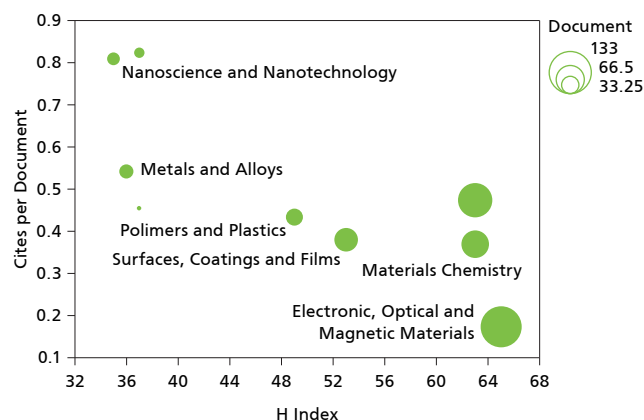 Document
133
66.5
33.25
0.9
0.8
0.7
0.6
0.5
0.4
0.3
0.2
0.1
Cites per Document
Nanoscience and Nanotechnology
Metals and Alloys
Polimers and Plastics
Surfaces, Coatings and Films
Materials Chemistry
Electronic, Optical and
Magnetic Materials
32 36 40 44 48 52 56 60 64 68
H Index